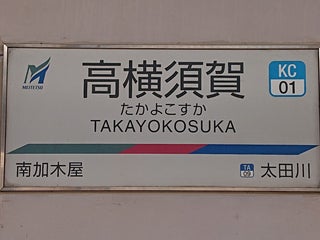 MEITETSU
高横須賀
KC
01
たかよこすか
TAKAYOKOSUKA
南加木屋
TA
09
太田川